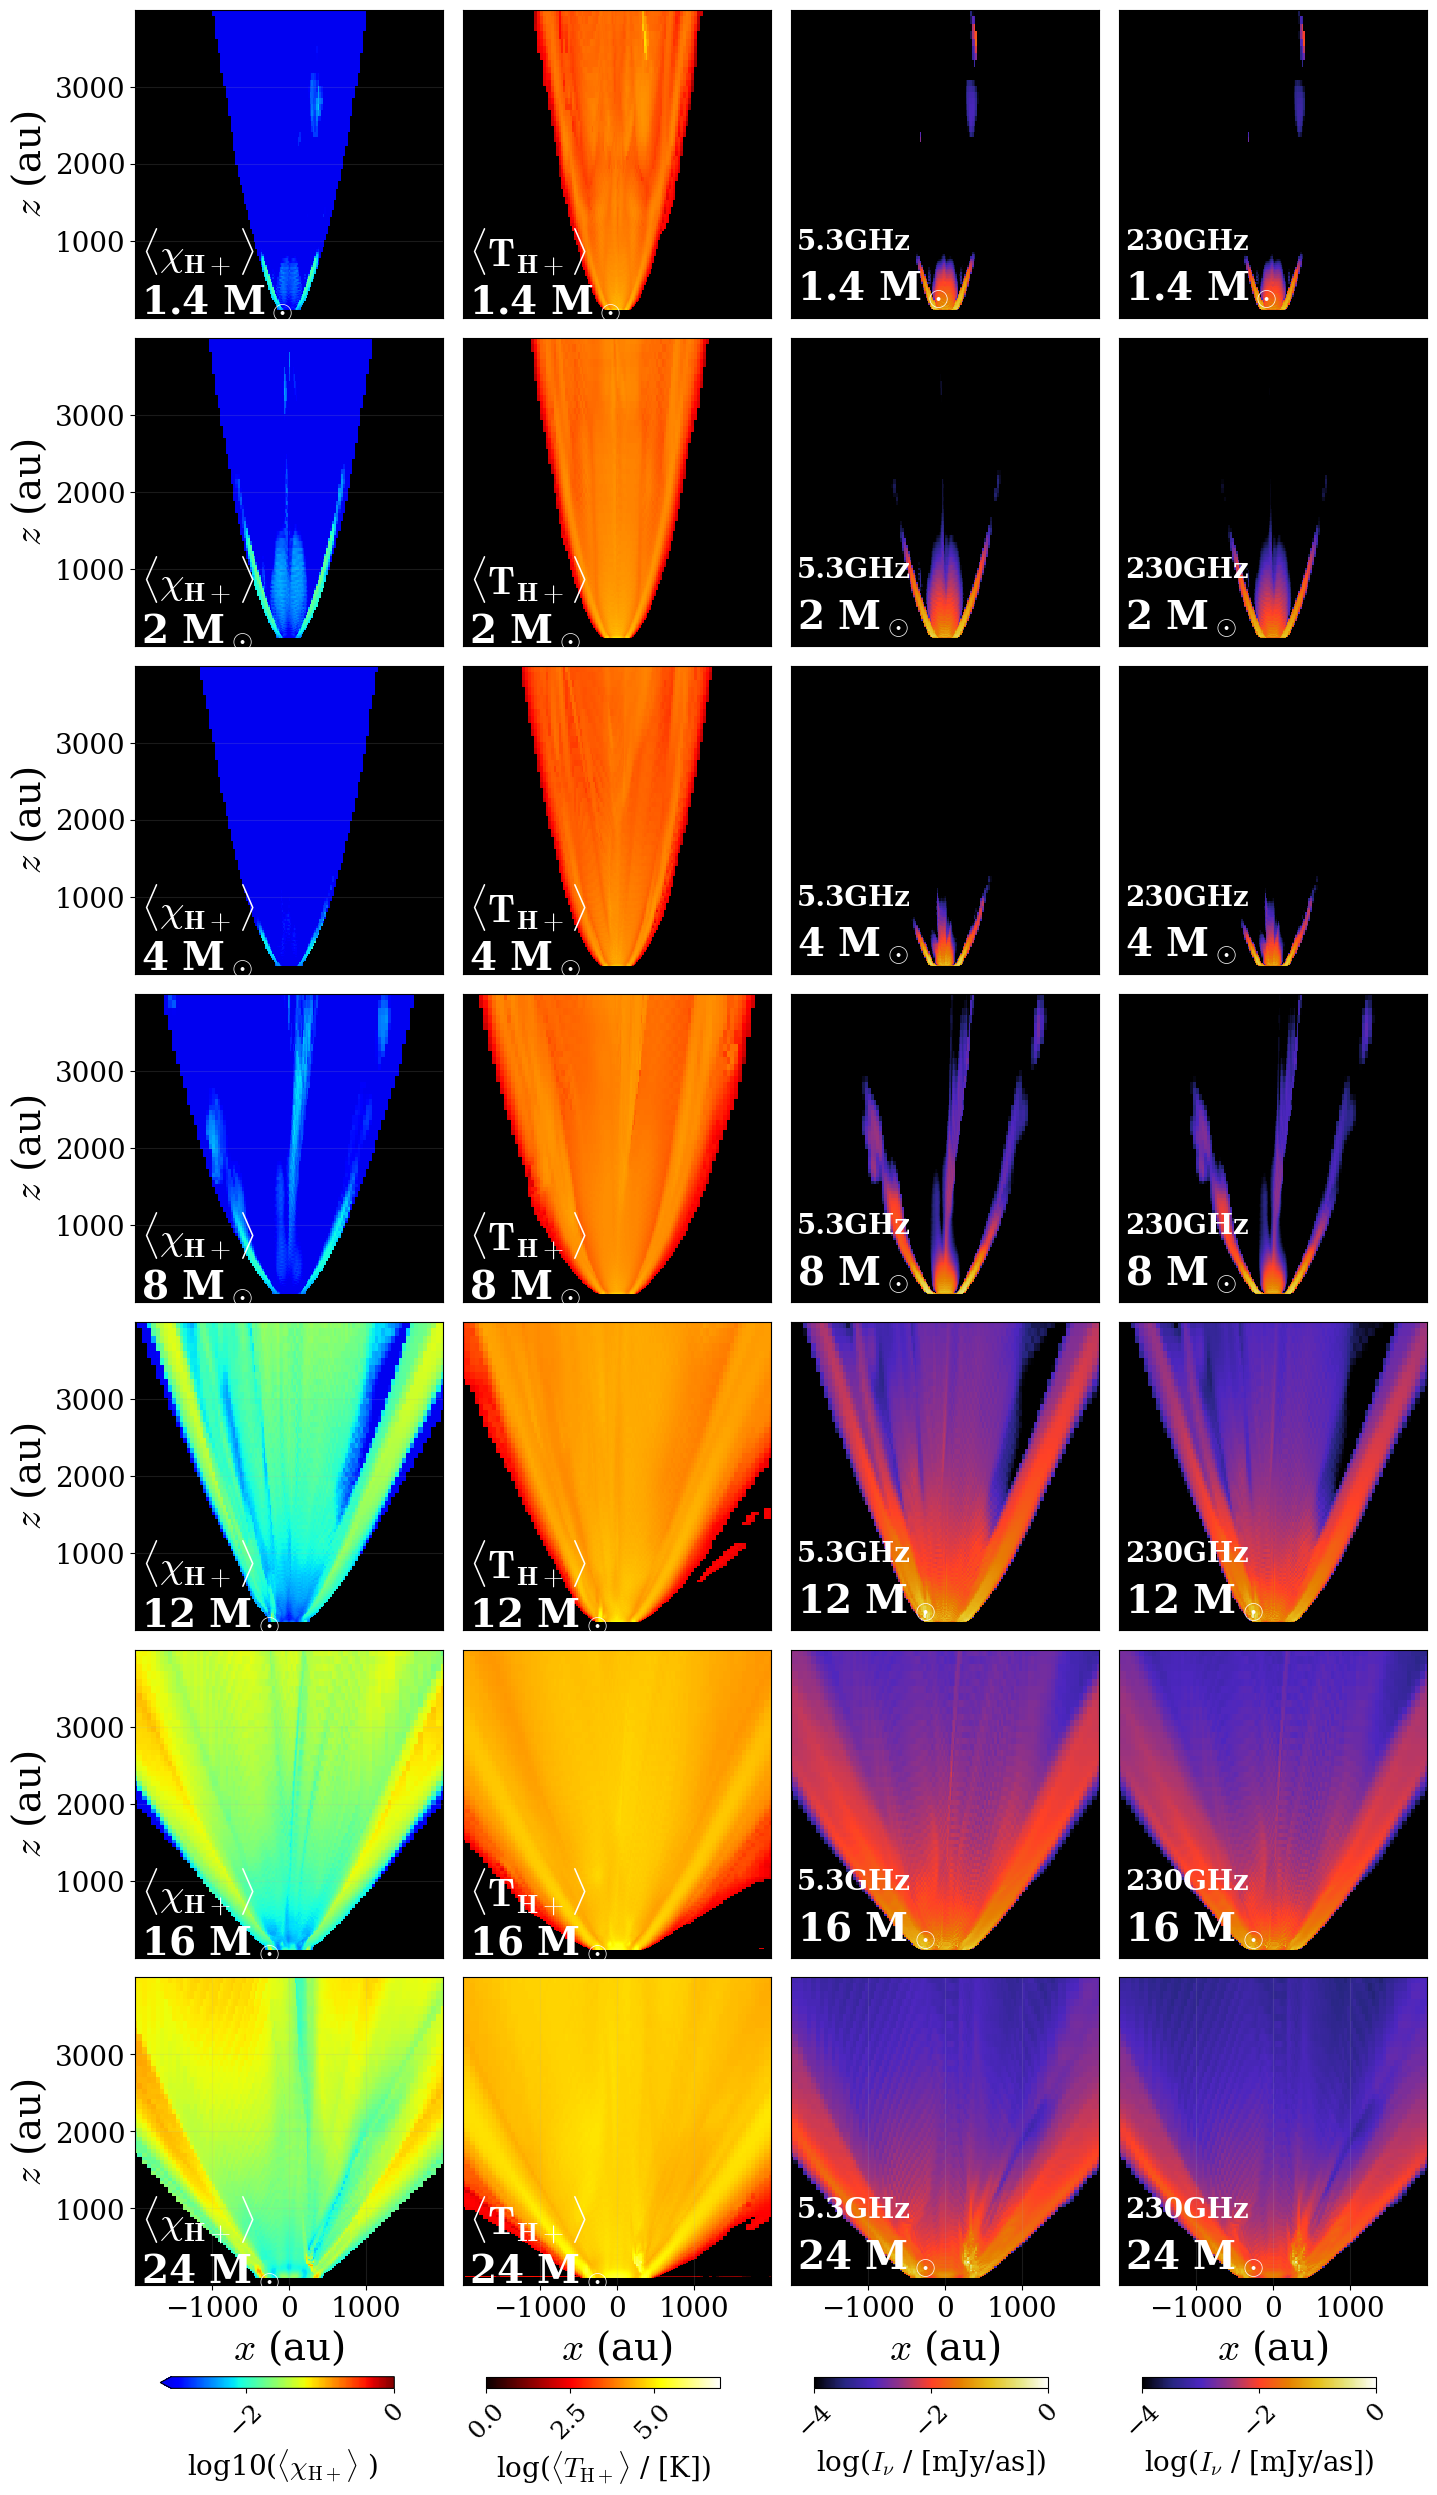 3000
2000
1000
z (au)
⟨χH+⟩
1.4 M⊙
⟨TH+⟩
1.4 M⊙
5.3GHz
1.4 M⊙
230GHz
1.4 M⊙
3000
2000
1000
z (au)
⟨χH+⟩
2 M⊙
⟨TH+⟩
2 M⊙
5.3GHz
2 M⊙
230GHz
2 M⊙
3000
2000
1000
z (au)
⟨χH+⟩
4 M⊙
⟨TH+⟩
4 M⊙
5.3GHz
4 M⊙
230GHz
4 M⊙
3000
2000
1000
z (au)
⟨χH+⟩
8 M⊙
⟨TH+⟩
8 M⊙
5.3GHz
8 M⊙
230GHz
8 M⊙
3000
2000
1000
z (au)
⟨χH+⟩
12 M⊙
⟨TH+⟩
12 M⊙
5.3GHz
12 M⊙
230GHz
12 M⊙
3000
2000
1000
z (au)
⟨χH+⟩
16 M⊙
⟨TH+⟩
16 M⊙
5.3GHz
16 M⊙
230GHz
16 M⊙
3000
2000
1000
z (au)
⟨χH+⟩
24 M⊙
⟨TH+⟩
24 M⊙
5.3GHz
24 M⊙
230GHz
24 M⊙
−1000 0 1000
−1000 0 1000
−1000 0 1000
−1000 0 1000
x (au)
x (au)
x (au)
x (au)
−2 0
0.0 2.5 5.0
−4 −2 0
−4 −2 0
log10(⟨χH+⟩ )
log(⟨TH+⟩ / [K])
log(Iν / [mJy/as])
log(Iν / [mJy/as])